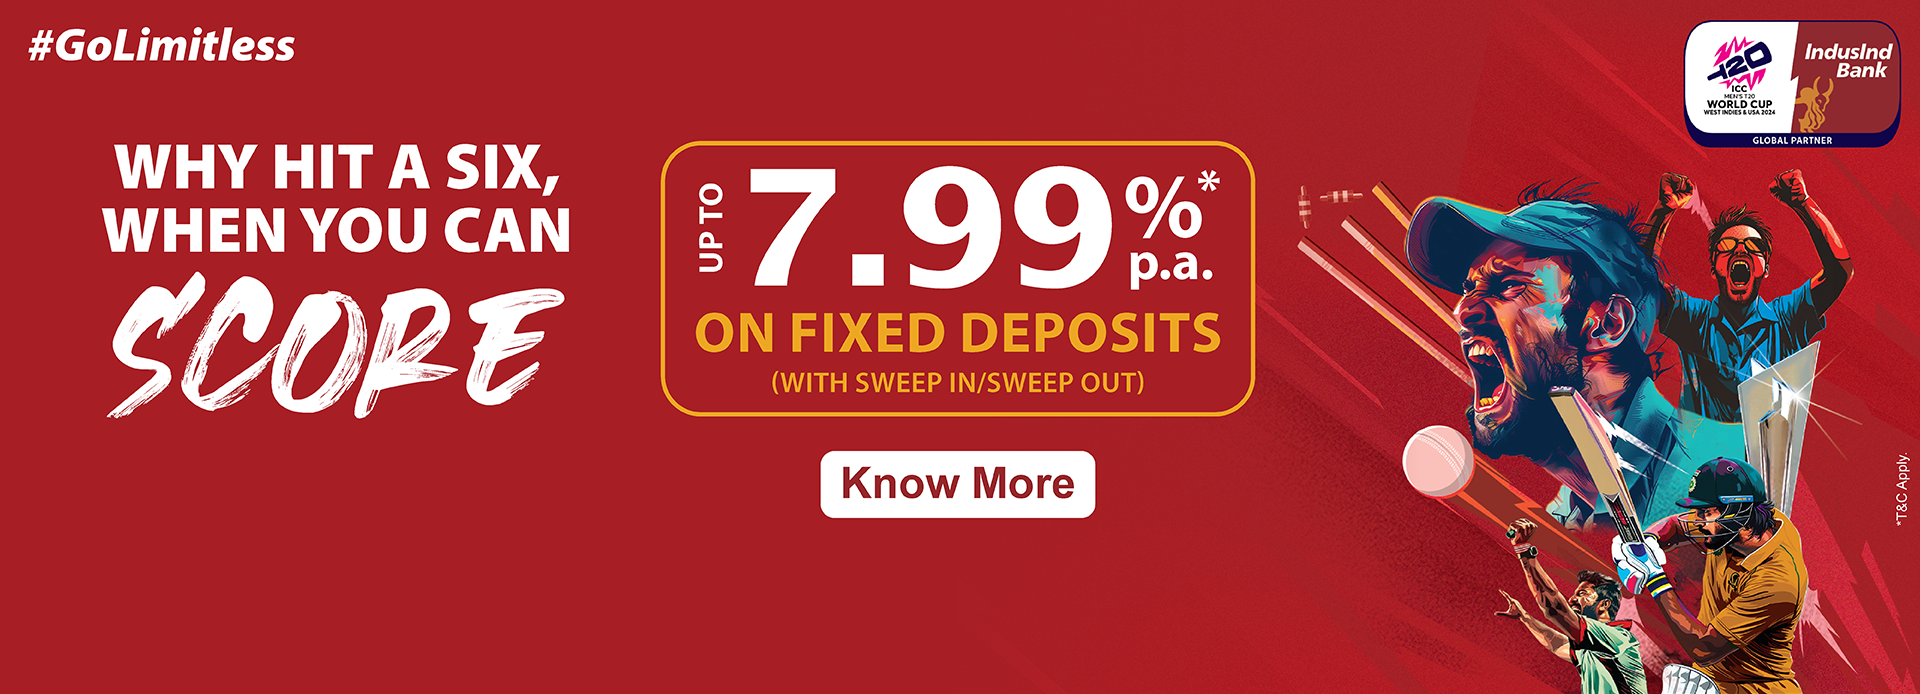 #GoLimitless
WHY HIT A SIX,
WHEN YOU CAN
SCORE
UP TO
7.99%*
p.a.
ON FIXED DEPOSITS
(WITH SWEEP IN/SWEEP OUT)
Know More
T20
ICC
MEN'S T20
WORLD CUP
WEST INDIES & USA 2024
IndusInd
Bank
GLOBAL PARTNER
*T&C Apply.